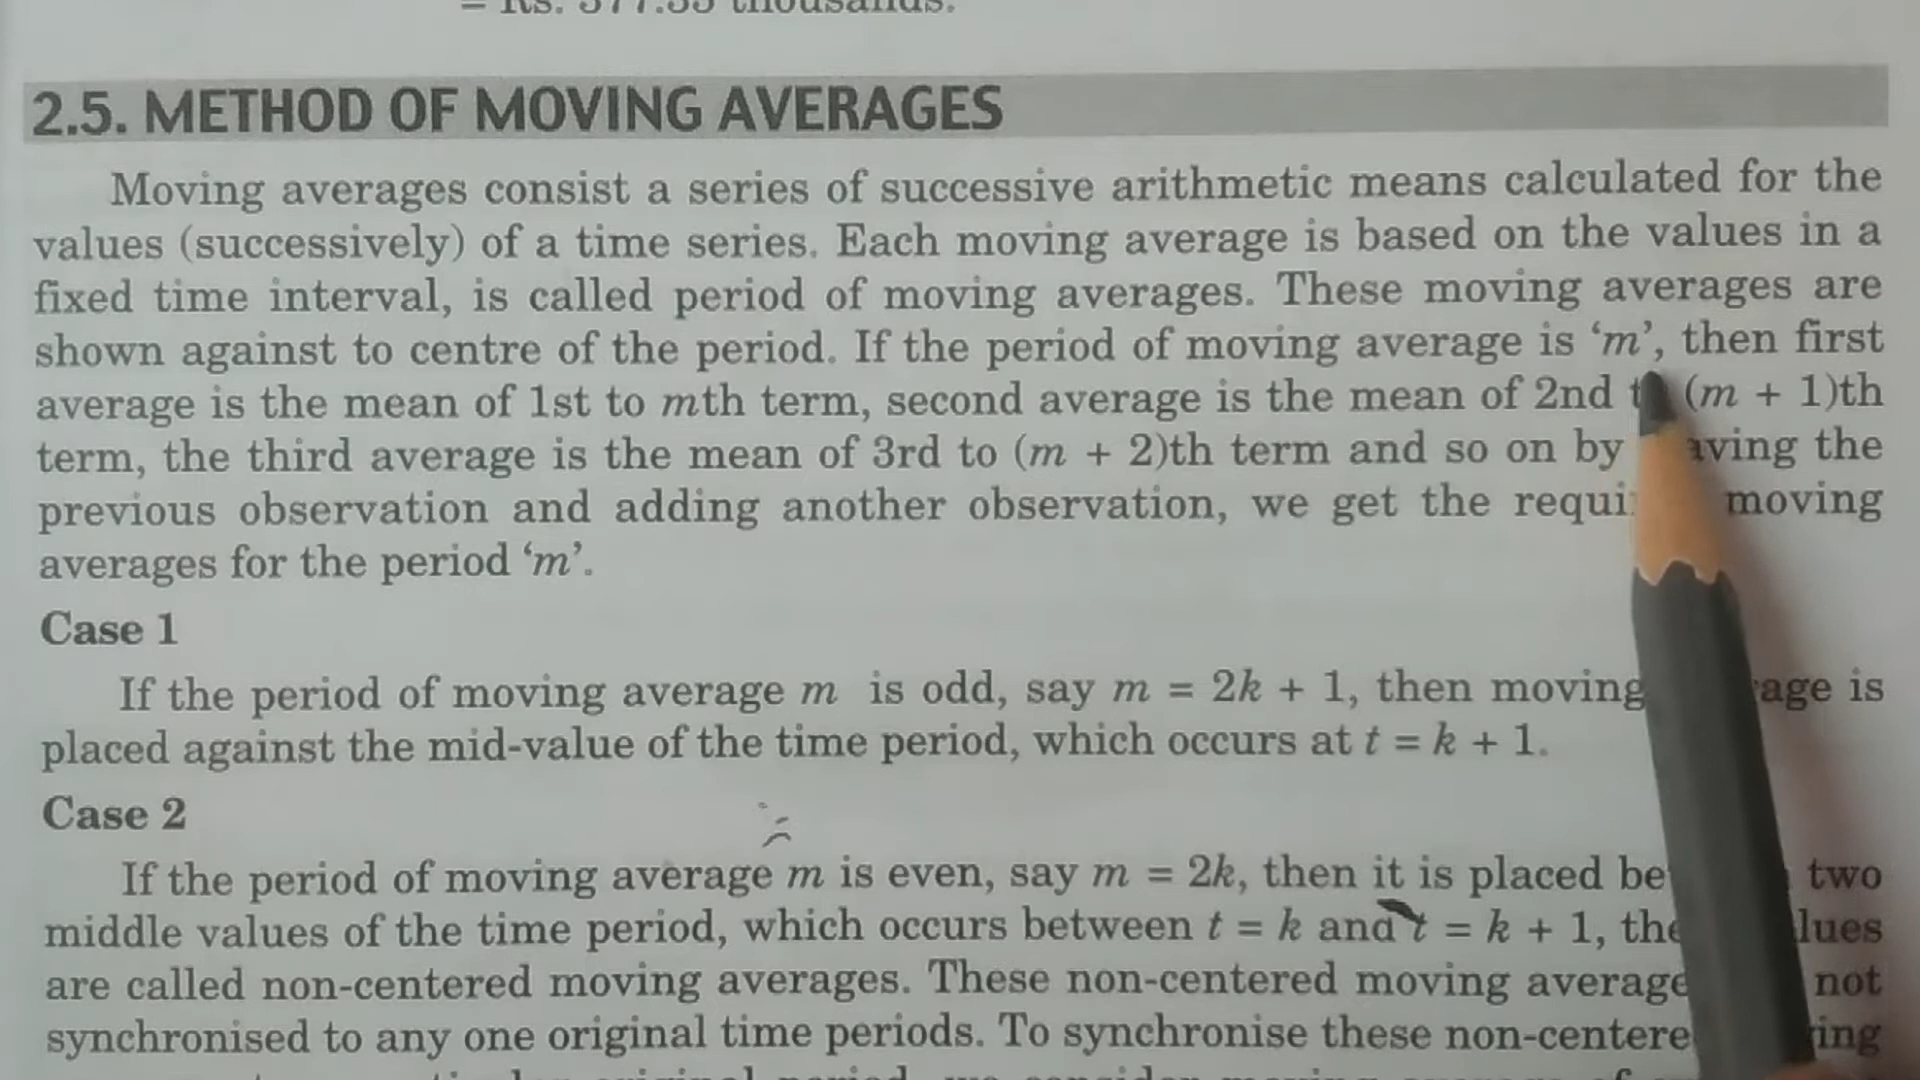 = Rs. 377.35 thousands.
2.5. METHOD OF MOVING AVERAGES
Moving averages consist a series of successive arithmetic means calculated for the
values (successively) of a time series. Each moving average is based on the values in a
fixed time interval, is called period of moving averages. These moving averages are
shown against to centre of the period. If the period of moving average is ‘m’, then first
average is the mean of 1st to mth term, second average is the mean of 2nd (m + 1)th
term, the third average is the mean of 3rd to (m + 2)th term and so on by the
previous observation and adding another observation, we get the moving
averages for the period ‘m’.
Case 1
If the period of moving average m is odd, say m = 2k + 1, then moving is
placed against the mid-value of the time period, which occurs at t = k + 1.
Case 2
If the period of moving average m is even, say m = 2k, then it is placed two
middle values of the time period, which occurs between t = k and t = k + 1,
are called non-centered moving averages. These non-centered moving not
synchronised to any one original time periods. To synchronise these